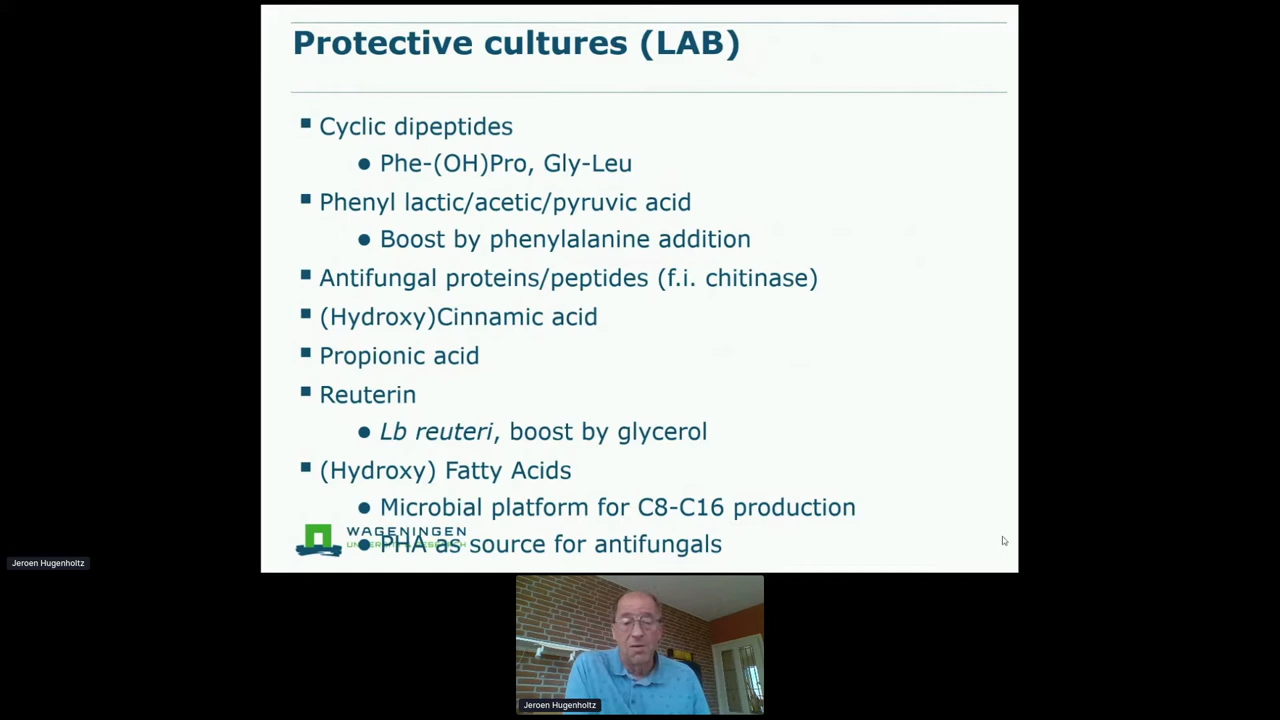 Protective cultures (LAB)
▪ Cyclic dipeptides
● Phe-(OH)Pro, Gly-Leu
▪ Phenyl lactic/acetic/pyruvic acid
● Boost by phenylalanine addition
▪ Antifungal proteins/peptides (f.i. chitinase)
▪ (Hydroxy)Cinnamic acid
▪ Propionic acid
▪ Reuterin
● Lb reuteri, boost by glycerol
▪ (Hydroxy) Fatty Acids
● Microbial platform for C8-C16 production
WAGENINGEN
● PHA as source for antifungals
Jeroen Hugenholtz
Jeroen Hugenholtz